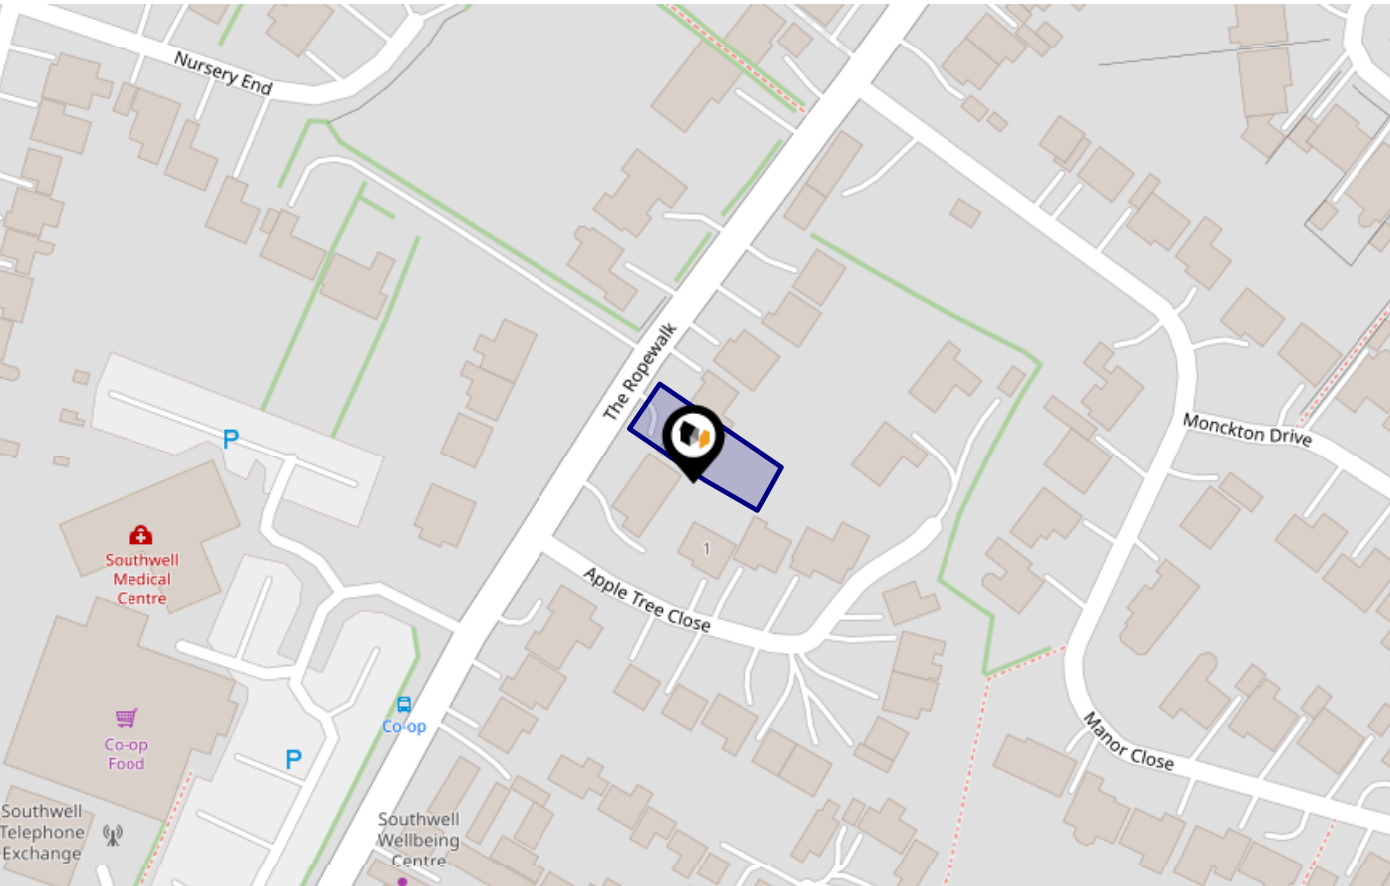 Nursery End
The Ropewalk
Monckton Drive
P
Southwell
Medical
Centre
1
Apple Tree Close
Co-op
Co-op
Food
P
Manor Close
Southwell
Telephone
Exchange
Southwell
Wellbeing
Centre